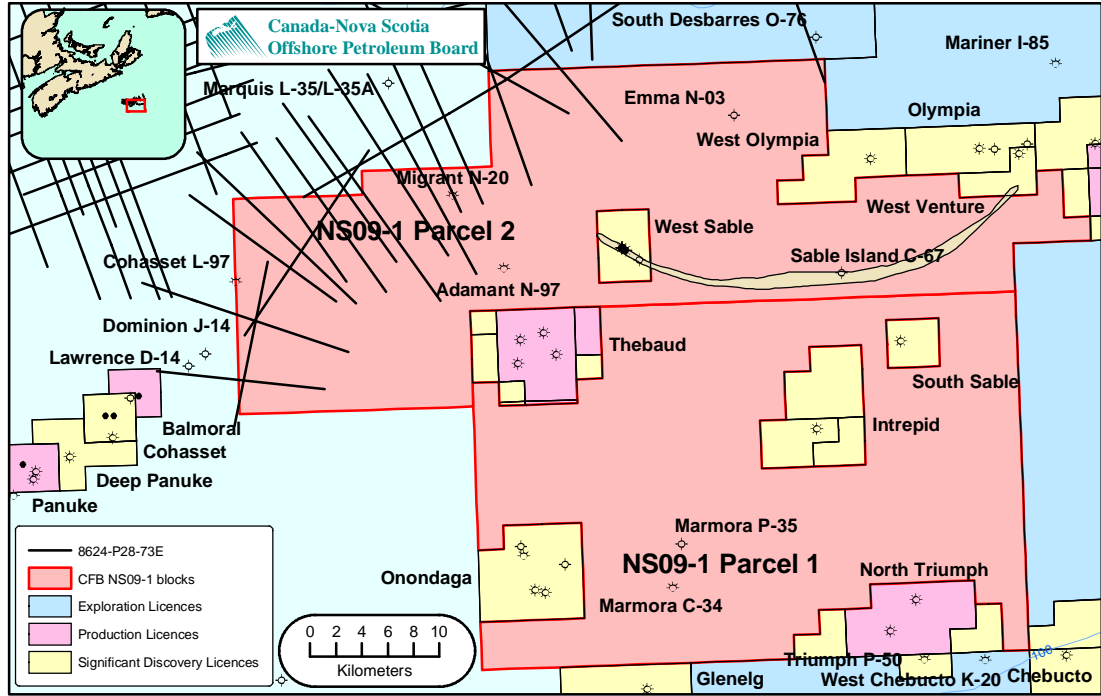 Canada-Nova Scotia
Offshore Petroleum Board
South Desbarres O-76
Mariner I-85
Marquis L-35/L-35A
Emma N-03
Olympia
West Olympia
Migrant N-20
NS09-1 Parcel 2
West Venture
West Sable
Sable Island C-67
Cohasset L-97
Adamant N-97
Dominion J-14
Thebaud
Lawrence D-14
South Sable
Balmoral
Intrepid
Cohasset
Deep Panuke
Panuke
Marmora P-35
NS09-1 Parcel 1
North Triumph
Onondaga
Marmora C-34
8624-P28-73E
CFB NS09-1 blocks
Exploration Licences
Production Licences
Significant Discovery Licences
0 2 4 6 8 10
Kilometers
100
Triumph P-50
Glenelg
West Chebucto K-20
Chebucto